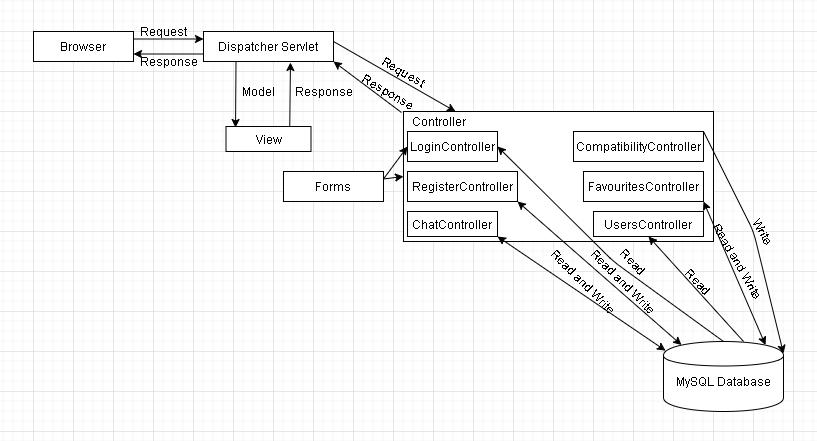 Browser
Request
Response
Dispatcher Servlet
Model
Response
View
Request
Response
Controller
LoginController
CompatibilityController
Forms
RegisterController
FavouritesController
ChatController
UsersController
Write
Read and Write
Read
Read and Write
Read and Write
Read
MySQL Database